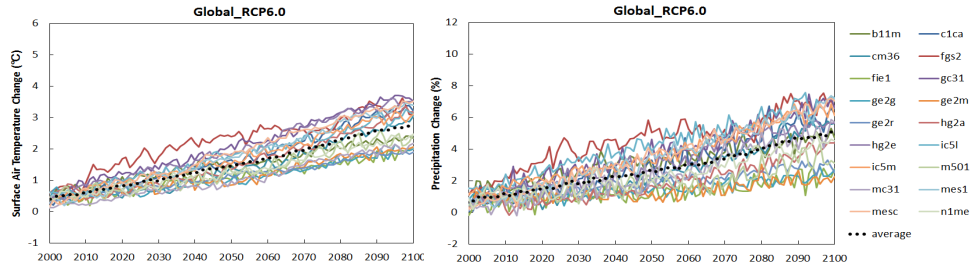 Global_RCP6.0
6
5
4
3
2
1
0
-1
Surface Air Temperature Change (℃)
2000 2010 2020 2030 2040 2050 2060 2070 2080 2090 2100
Global_RCP6.0
12
10
8
6
4
2
0
-2
Precipitation Change (%)
2000 2010 2020 2030 2040 2050 2060 2070 2080 2090 2100
b11m c1ca
cm36 fgs2
fie1 gc31
ge2g ge2m
ge2r hg2a
hg2e ic5l
ic5m m501
mc31 mes1
mesc n1me
average